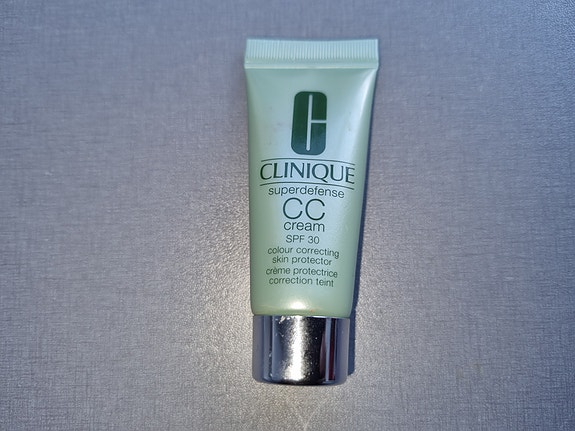 C
CLINIQUE
superdefense
CC
cream
SPF 30
colour correcting
skin protector
crème protectrice
correction teint